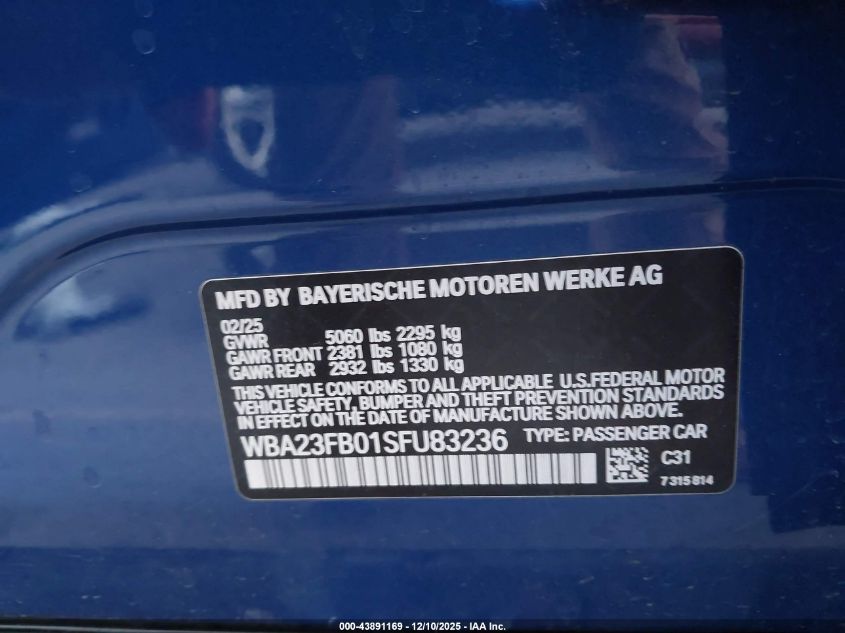 MFD BY BAYERISCHE MOTOREN WERKE AG
02/25
GVWR 5060 lbs 2295 kg
GAWR FRONT 2381 lbs 1080 kg
GAWR REAR 2932 lbs 1330 kg
THIS VEHICLE CONFORMS TO ALL APPLICABLE U.S.FEDERAL MOTOR
VEHICLE SAFETY, BUMPER AND THEFT PREVENTION STANDARDS
IN EFFECT ON THE DATE OF MANUFACTURE SHOWN ABOVE.
WBA23FB01SFU83236 TYPE: PASSENGER CAR
C31
7315814
000-43891169 - 12/10/2025 - IAA Inc.